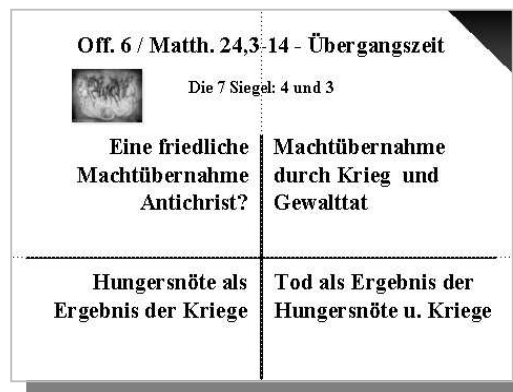 Off. 6 / Matth. 24,3-14 - Übergangszeit
Die 7 Siegel: 4 und 3
Eine friedliche
Machtübernahme
Antichrist?
Machtübernahme
durch Krieg und
Gewalttat
Hungersnöte als
Ergebnis der Kriege
Tod als Ergebnis der
Hungersnöte u. Kriege